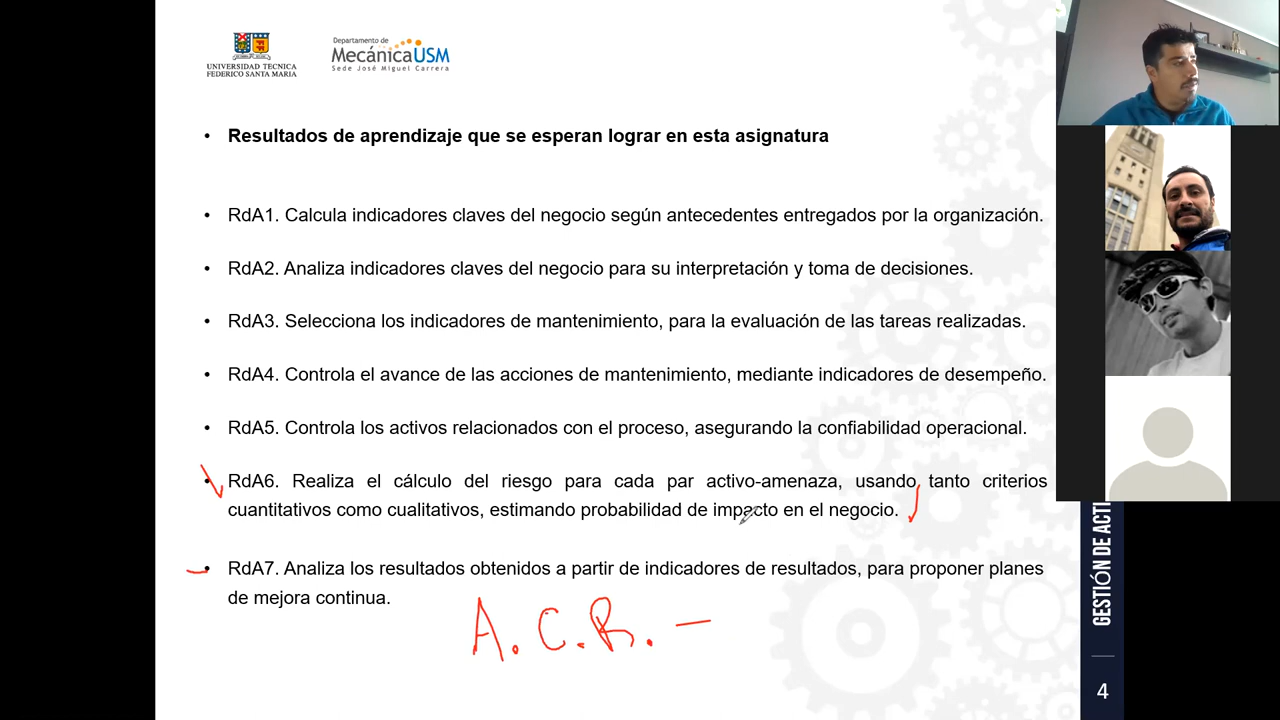 UNIVERSIDAD TECNICA
FEDERICO SANTA MARIA
Departamento de
MecánicaUSM
Sede José Miguel Carrera
• Resultados de aprendizaje que se esperan lograr en esta asignatura
• RdA1. Calcula indicadores claves del negocio según antecedentes entregados por la organización.
• RdA2. Analiza indicadores claves del negocio para su interpretación y toma de decisiones.
• RdA3. Selecciona los indicadores de mantenimiento, para la evaluación de las tareas realizadas.
• RdA4. Controla el avance de las acciones de mantenimiento, mediante indicadores de desempeño.
• RdA5. Controla los activos relacionados con el proceso, asegurando la confiabilidad operacional.
• RdA6. Realiza el cálculo del riesgo para cada par activo-amenaza, usando tanto criterios
cuantitativos como cualitativos, estimando probabilidad de impacto en el negocio.
• RdA7. Analiza los resultados obtenidos a partir de indicadores de resultados, para proponer planes
de mejora continua.
A.C.R. –
GESTIÓN DE ACTI
4